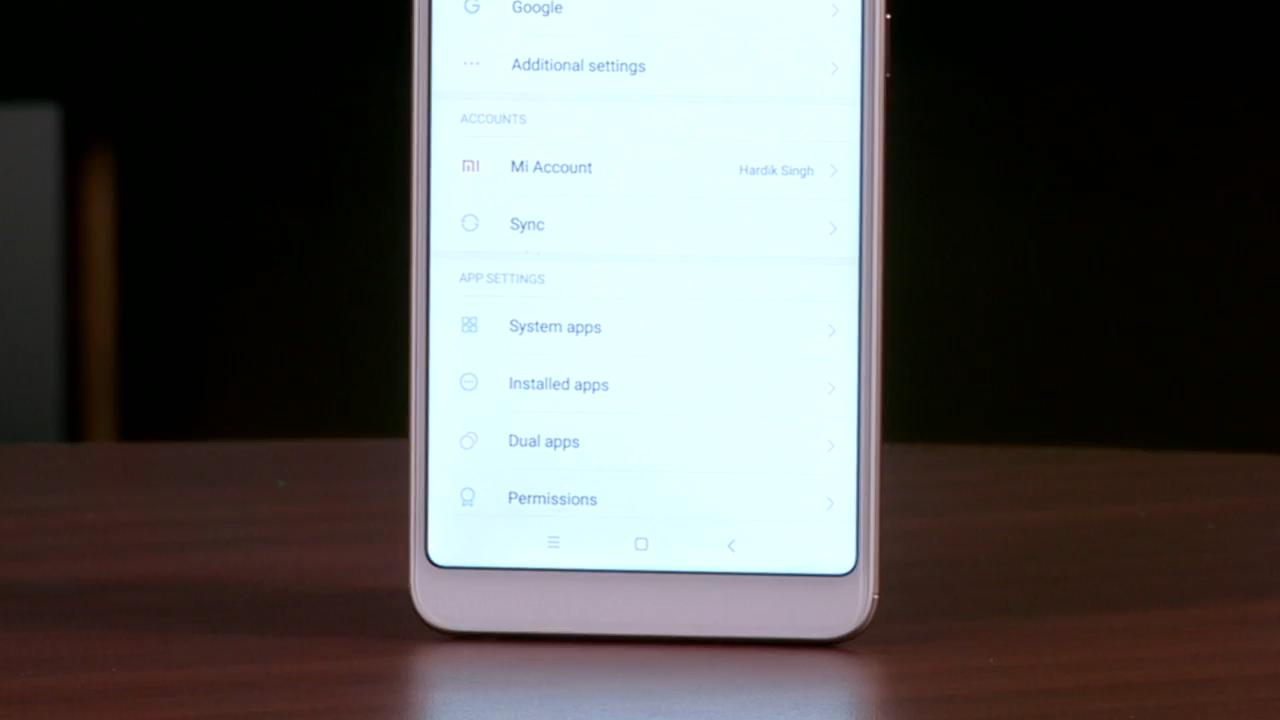 Google
Additional settings
ACCOUNTS
Mi Account Hardik Singh
Sync
APP SETTINGS
System apps
Installed apps
Dual apps
Permissions